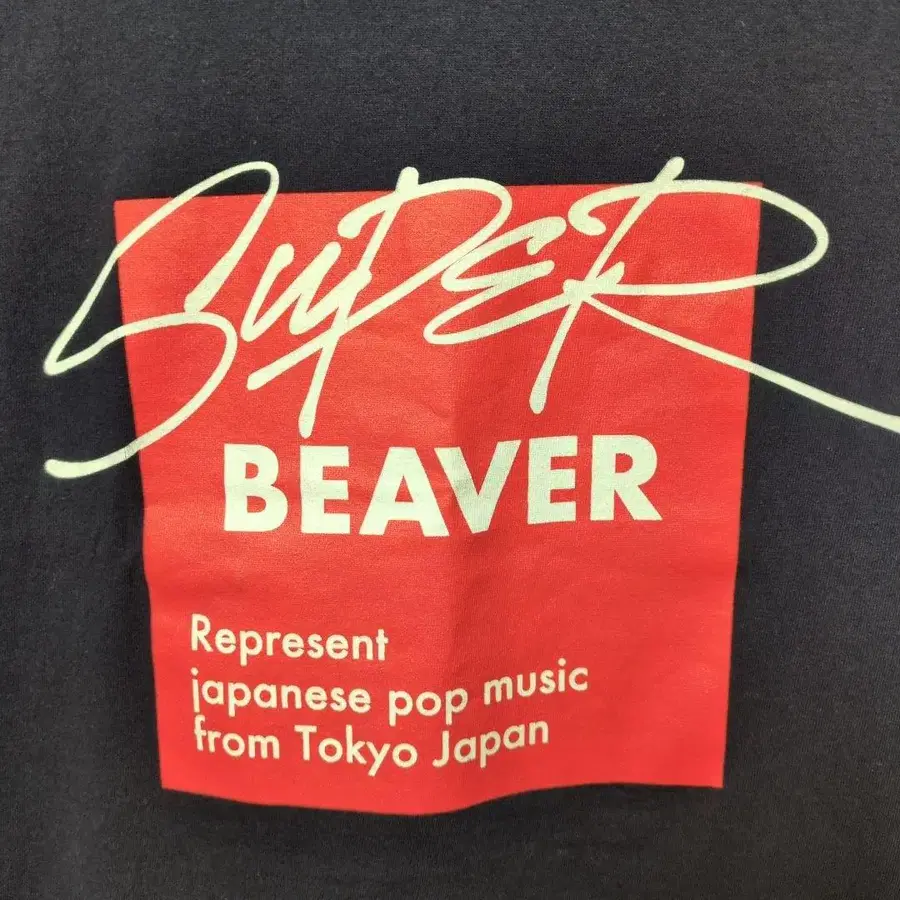 SUPER
BEAVER
Represent
japanese pop music
from Tokyo Japan